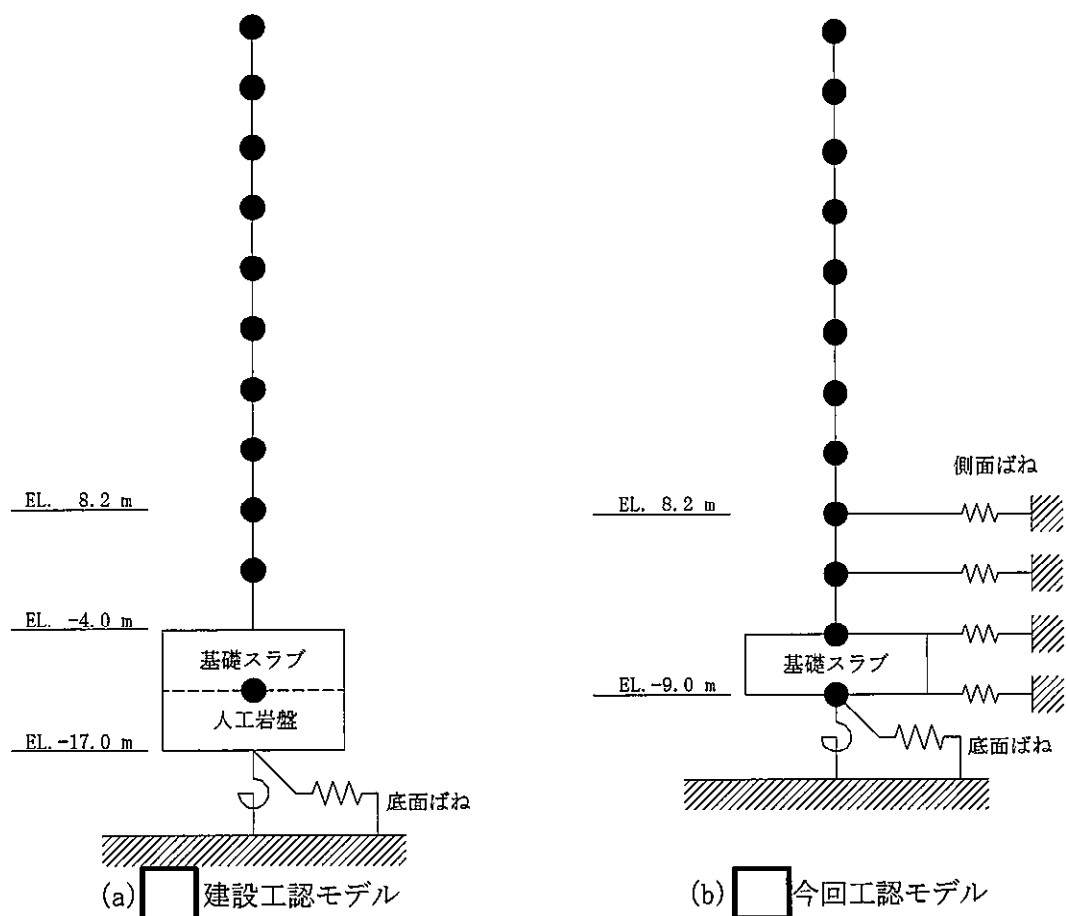 EL. 8.2 m
EL. -4.0 m
基礎スラブ
人工岩盤
EL.-17.0 m
底面ばね
(a) 建設工認モデル
側面ばね
EL. 8.2 m
基礎スラブ
EL.-9.0 m
底面ばね
(b) 今回工認モデル